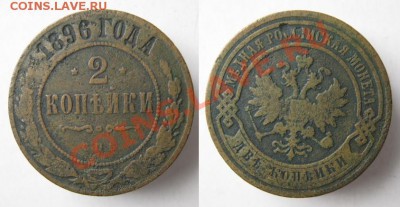 COINS.LAVE.RU
1896 ГОДА
2
КОПѢЙКИ
МѢДНАЯ РОССІЙСКАЯ МОНЕТА
ДВѢ КОПѢЙКИ
COINS.LAVE.RU